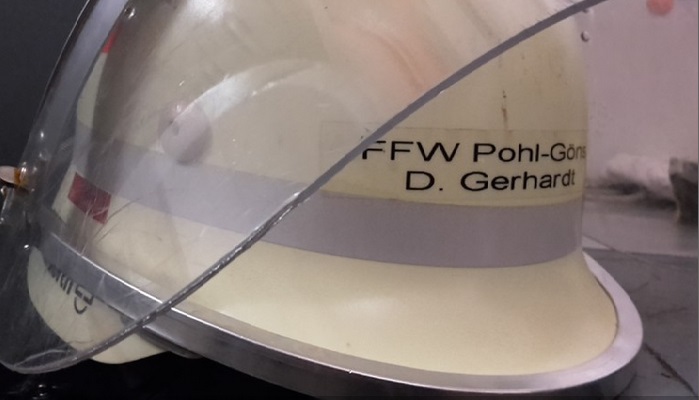 FFW Pohl-Göns
D. Gerhardt